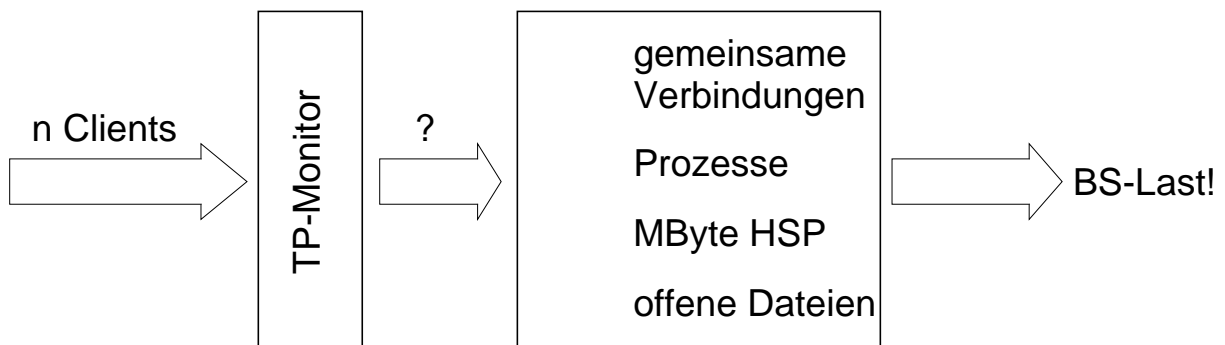 n Clients
TP-Monitor
?
gemeinsame
Verbindungen
Prozesse
MByte HSP
offene Dateien
BS-Last!